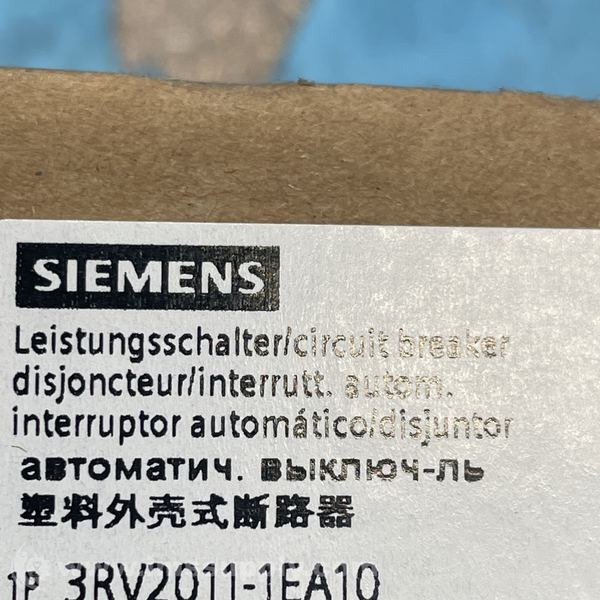 SIEMENS
Leistungsschalter/circuit breaker
disjoncteur/interrutt. autom.
interruptor automático/disjuntor
автоматич. выключ-ль
塑料外壳式断路器
1P 3RV2011-1EA10